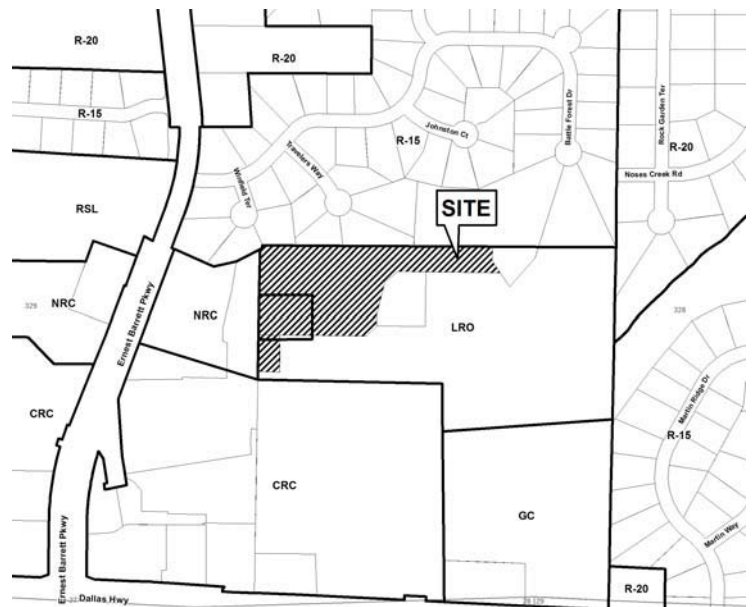 R-20
R-20
R-15
Johnston Ct
Battle Forest Dr
Rock Garden Ter
R-15
R-20
Travelers Way
Winfield Ter
Noses Creek Rd
RSL
SITE
NRC
329
NRC
Ernest Barrett Pkwy
LRO
328
Martin Ridge Dr
CRC
R-15
CRC
GC
Martin Way
Ernest Barrett Pkwy
Dallas Hwy
R-20